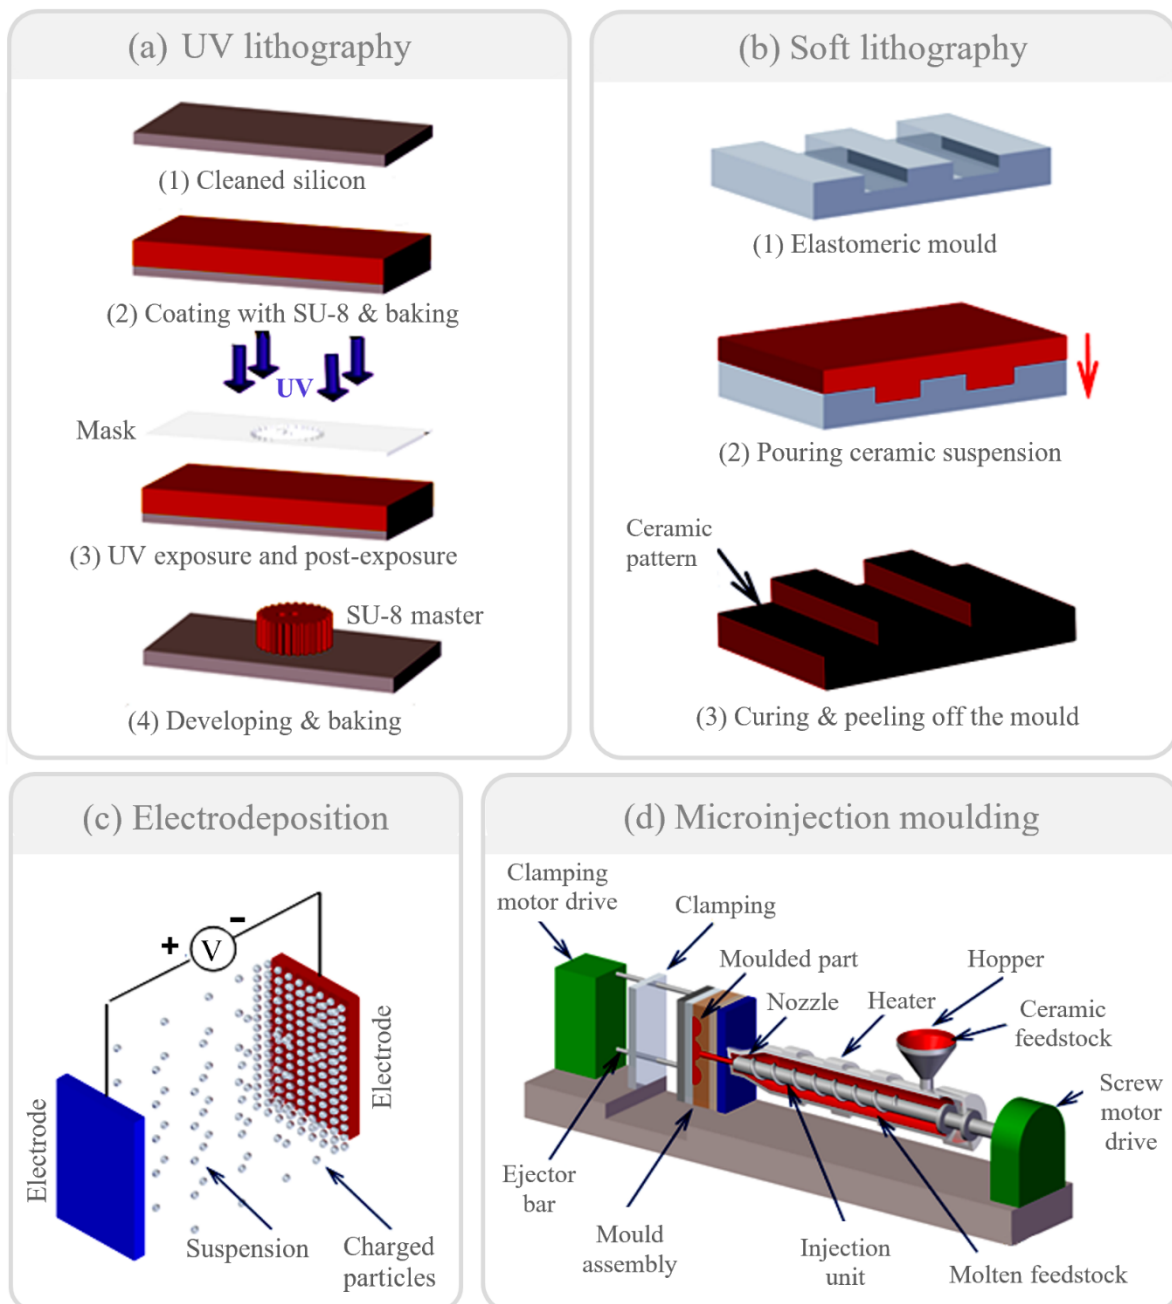 (a) UV lithography
(1) Cleaned silicon
(2) Coating with SU-8 & baking
UV
Mask
(3) UV exposure and post-exposure
SU-8 master
(4) Developing & baking
(b) Soft lithography
(1) Elastomeric mould
(2) Pouring ceramic suspension
Ceramic
pattern
(3) Curing & peeling off the mould
(c) Electrodeposition
+
V
-
Electrode
Electrode
Suspension
Charged
particles
(d) Microinjection moulding
Clamping
motor drive
Clamping
Moulded part
Nozzle
Heater
Hopper
Ceramic
feedstock
Screw
motor
drive
Ejector
bar
Mould
assembly
Injection
unit
Molten feedstock